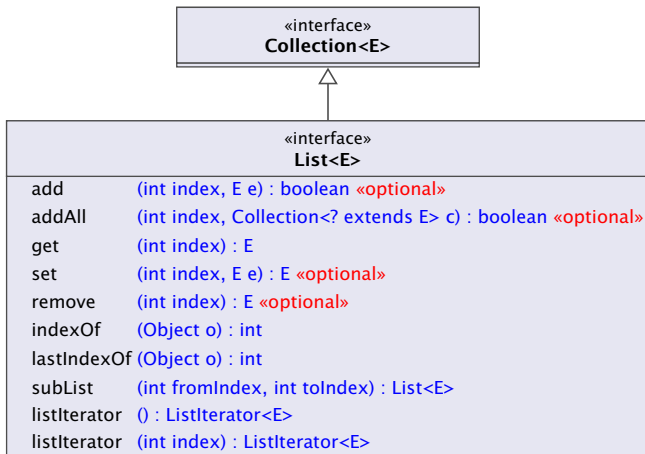 «interface»
Collection<E>
«interface»
List<E>
add (int index, E e) : boolean «optional»
addAll (int index, Collection<? extends E> c) : boolean «optional»
get (int index) : E
set (int index, E e) : E «optional»
remove (int index) : E «optional»
indexOf (Object o) : int
lastIndexOf (Object o) : int
subList (int fromIndex, int toIndex) : List<E>
listIterator () : ListIterator<E>
listIterator (int index) : ListIterator<E>